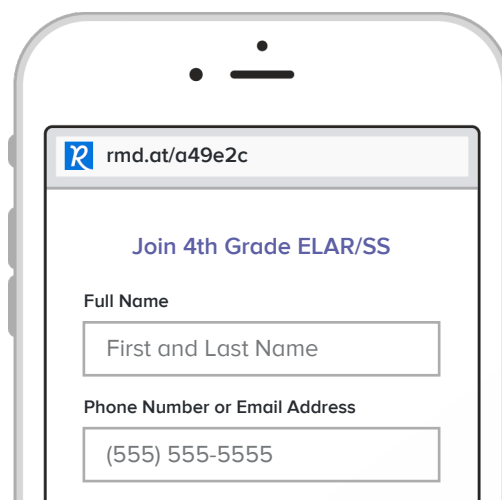 rmd.at/a49e2c
Join 4th Grade ELAR/SS
Full Name
First and Last Name
Phone Number or Email Address
(555) 555-5555